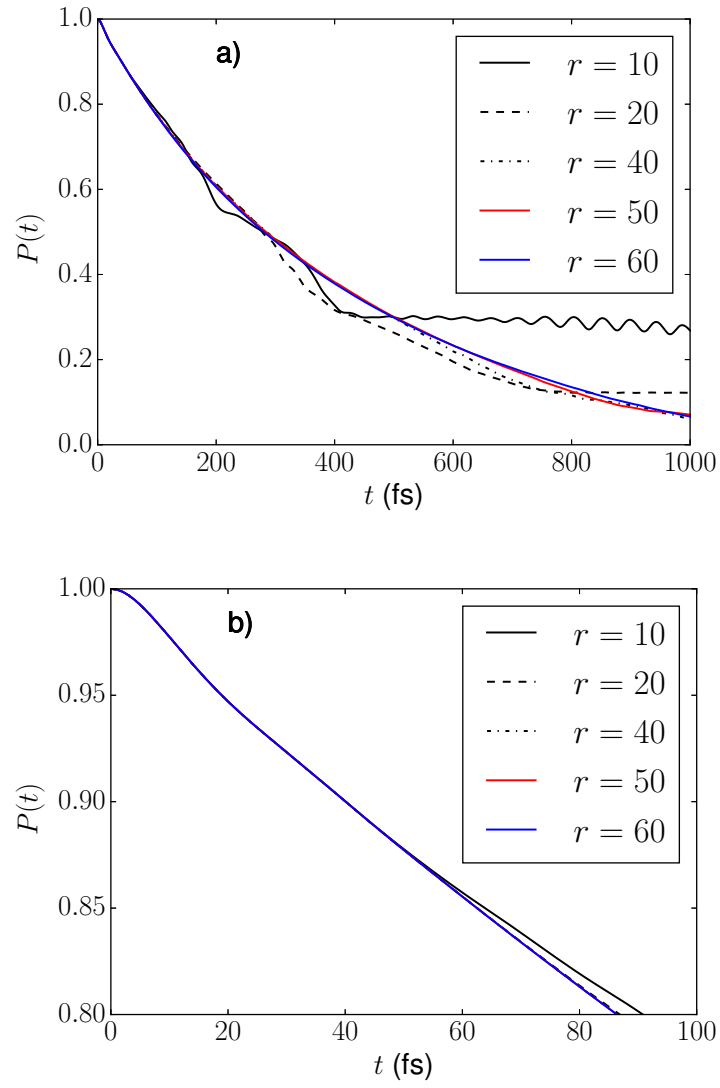 a)
P(t)
1.0
0.8
0.6
0.4
0.2
0.0
r = 10
r = 20
r = 40
r = 50
r = 60
0 200 400 600 800 1000
t (fs)
b)
P(t)
1.00
0.95
0.90
0.85
0.80
r = 10
r = 20
r = 40
r = 50
r = 60
0 20 40 60 80 100
t (fs)